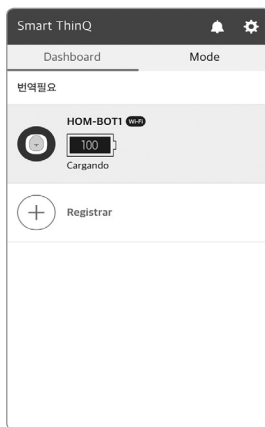 Smart ThinQ
Dashboard Mode
번역필요
HOM-BOT1 Wi-Fi
100
Cargando
Registrar